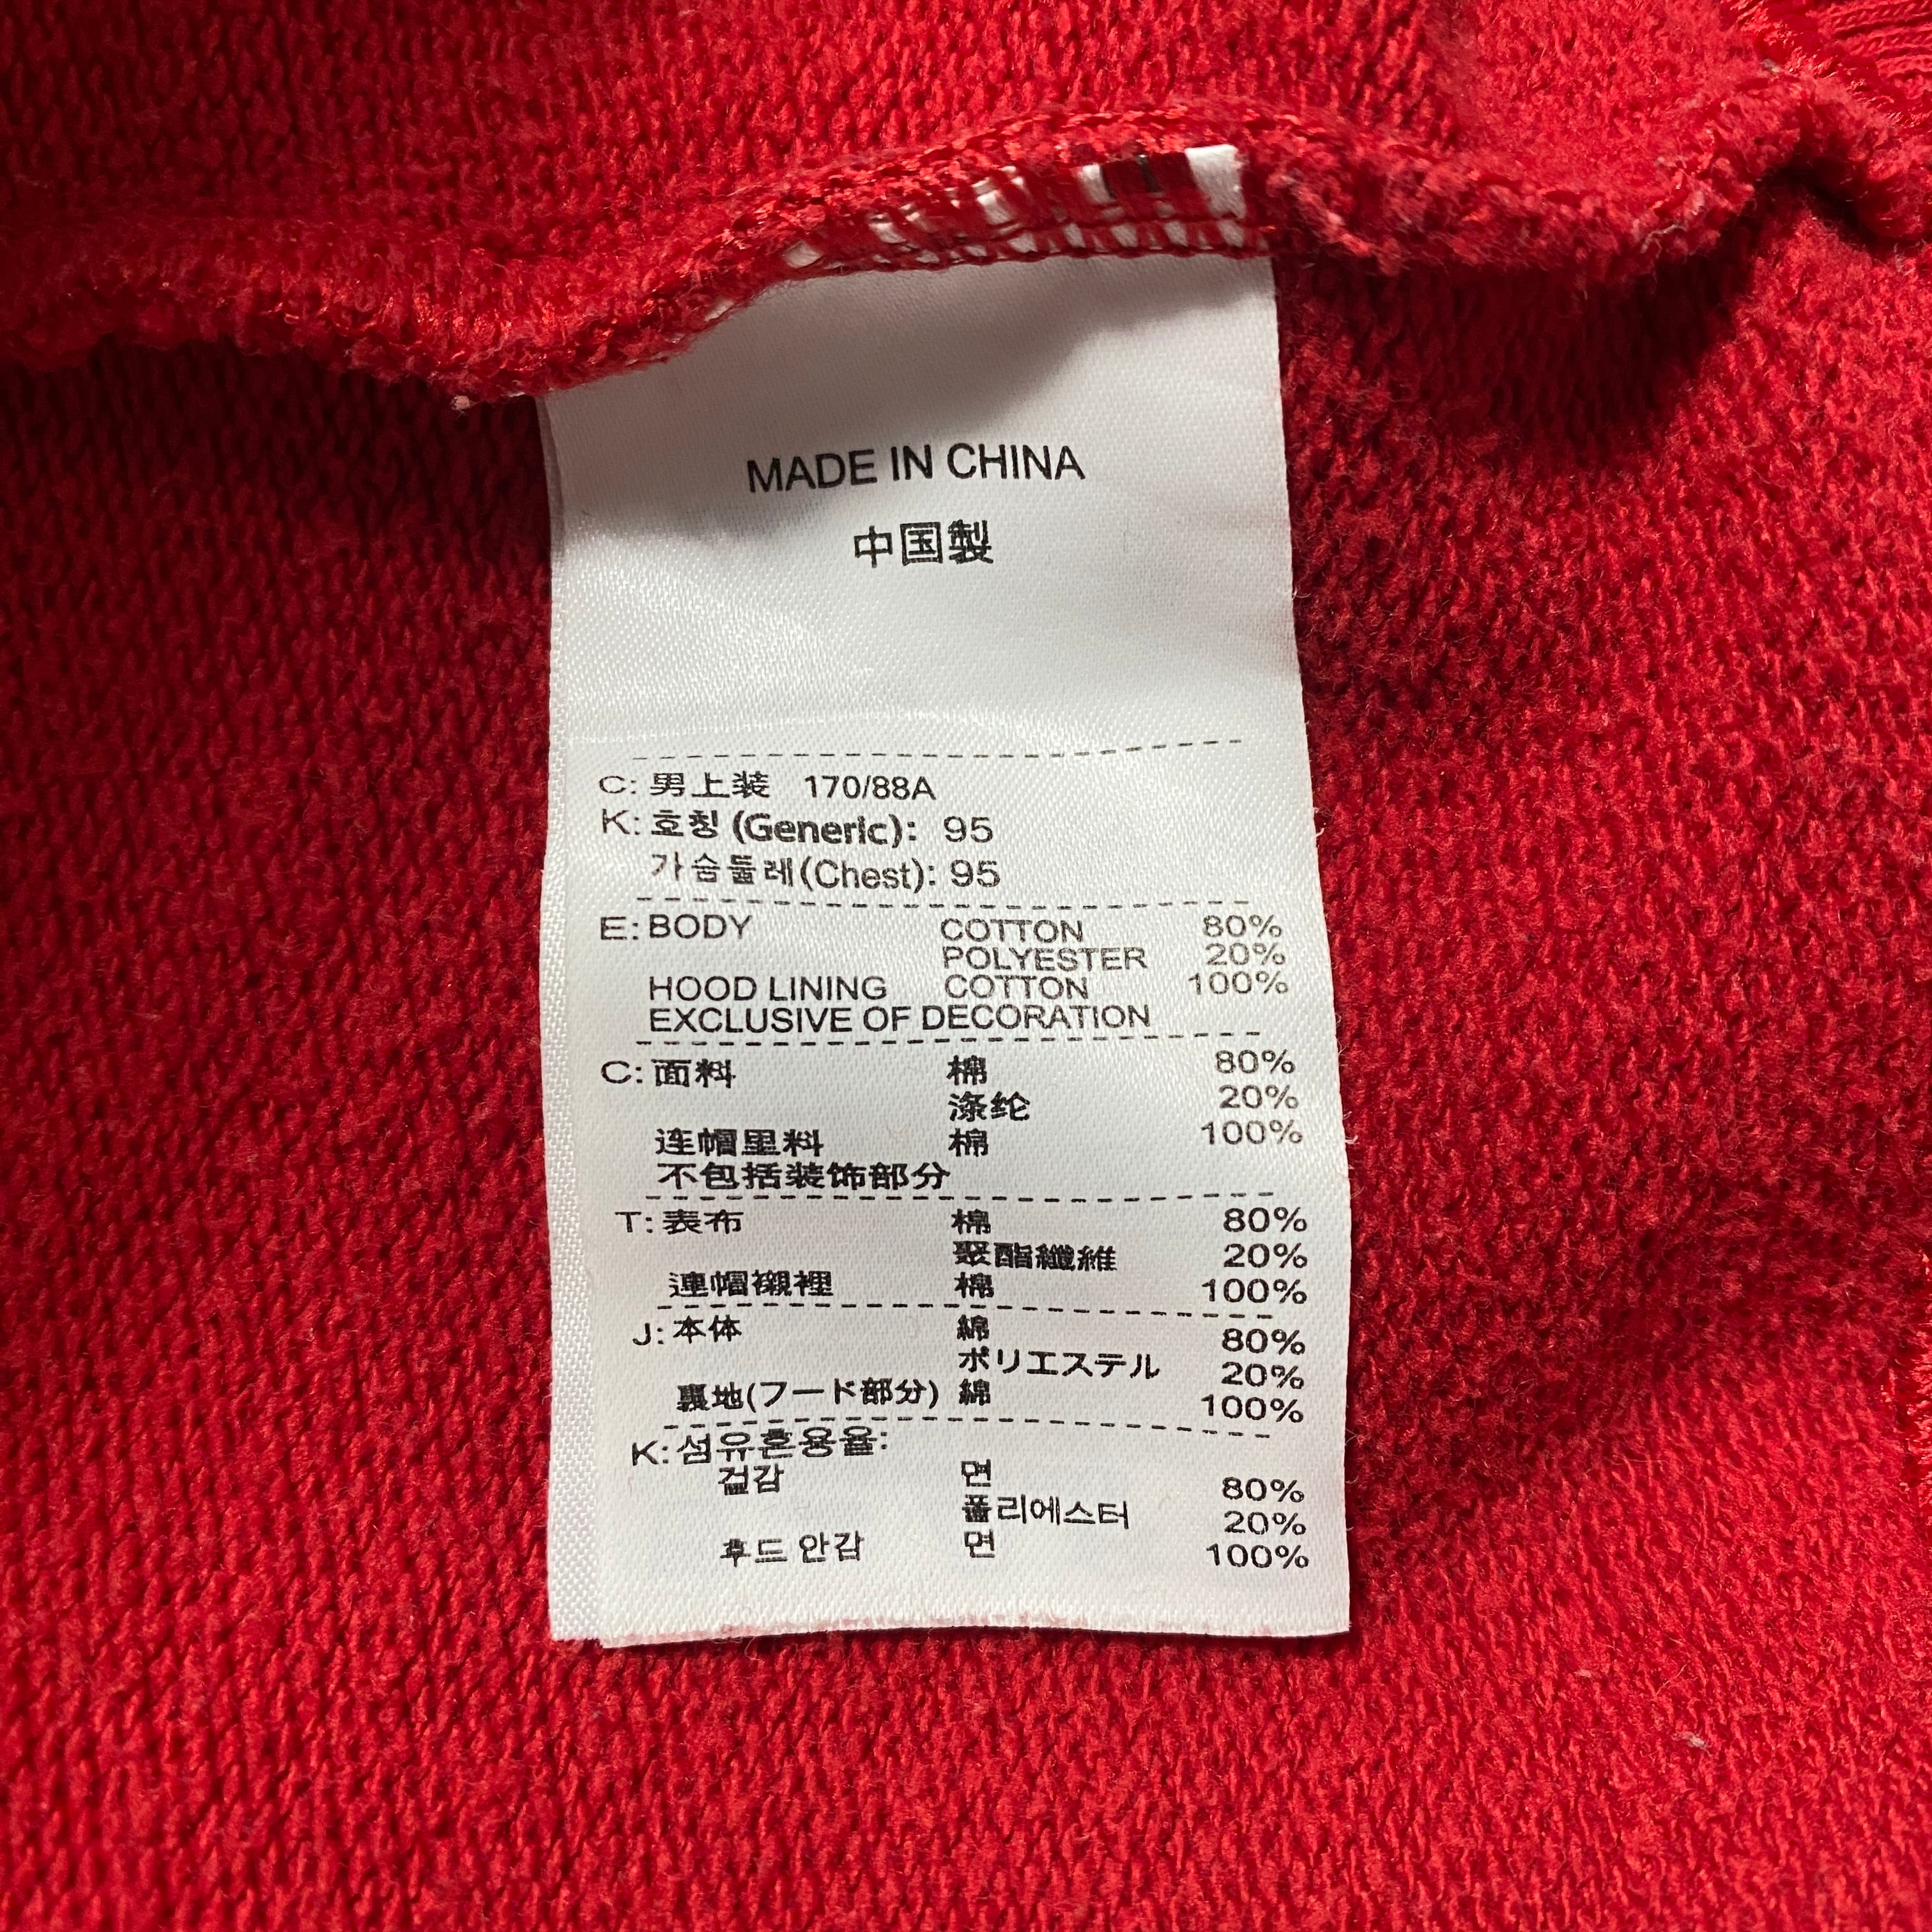 MADE IN CHINA
中国製
C: 男上装 170/88A
K: 호칭 (Generic): 95
가슴둘레(Chest): 95
E: BODY COTTON 80%
POLYESTER 20%
HOOD LINING COTTON 100%
EXCLUSIVE OF DECORATION
C: 面料 棉 80%
涤纶 20%
连帽里料 棉 100%
不包括装饰部分
T: 表布 棉 80%
聚酯纖維 20%
連帽襯裡 棉 100%
J: 本体 綿 80%
ポリエステル 20%
裏地(フード部分) 綿 100%
K: 섬유혼용율:
겉감 면 80%
폴리에스터 20%
후드 안감 면 100%